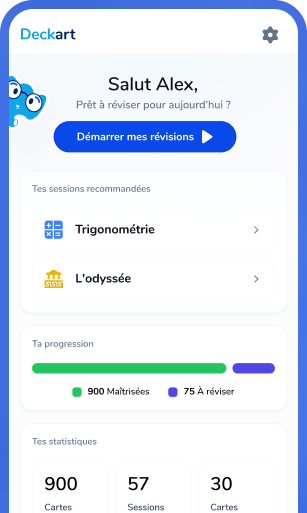 Deckart
Salut Alex,
Prêt à réviser pour aujourd'hui ?
Démarrer mes révisions
Tes sessions recommandées
Trigonométrie
L'odyssée
Ta progression
900 Maîtrisées 75 À réviser
Tes statistiques
900 57 30
Cartes Sessions Cartes